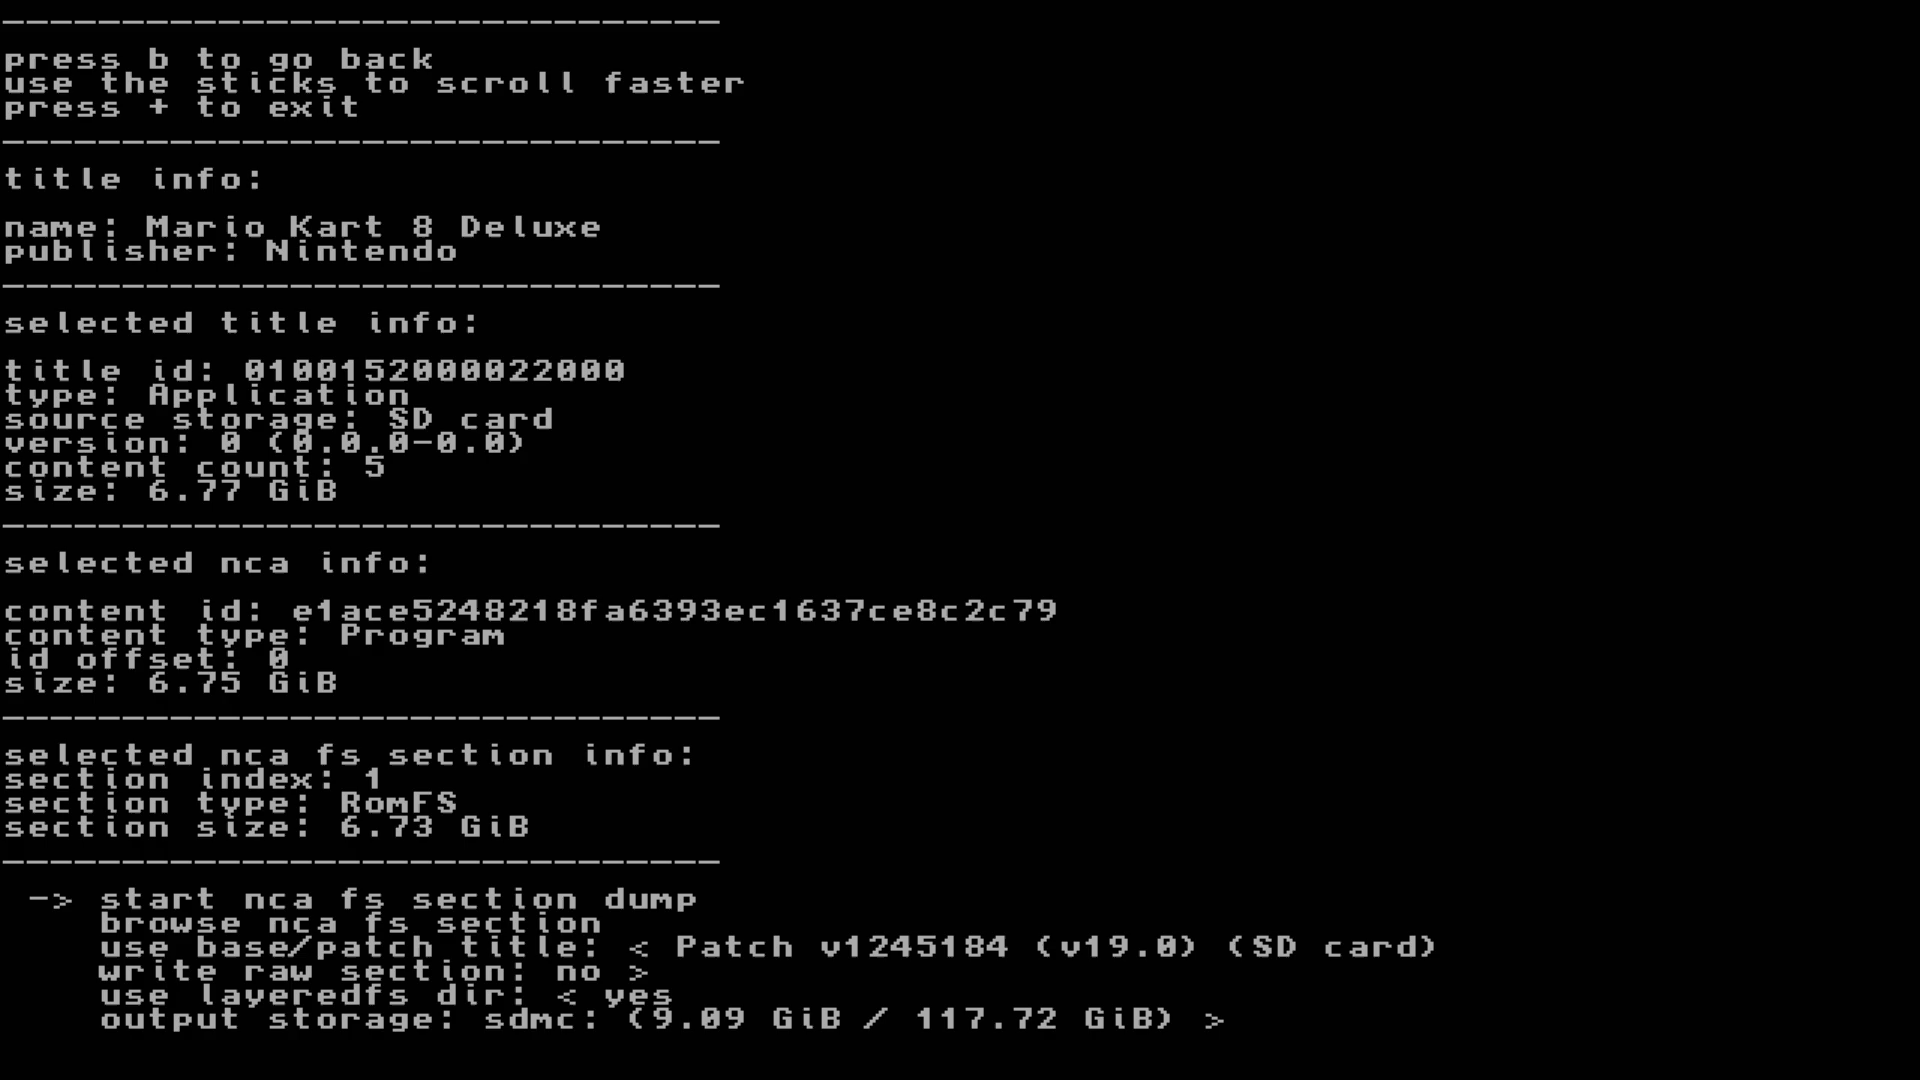 ______________________________
press b to go back
use the sticks to scroll faster
press + to exit
______________________________
title info:
name: Mario Kart 8 Deluxe
publisher: Nintendo
______________________________
selected title info:
title id: 0100152000022000
type: Application
source storage: SD card
version: 0 (0.0.0-0.0)
content count: 5
size: 6.77 GiB
______________________________
selected nca info:
content id: e1ace5248218fa6393ec1637ce8c2c79
content type: Program
id offset: 0
size: 6.75 GiB
______________________________
selected nca fs section info:
section index: 1
section type: RomFS
section size: 6.73 GiB
______________________________
-> start nca fs section dump
browse nca fs section
use base/patch title: < Patch v1245184 (v19.0) (SD card)
write raw section: no >
use layeredfs dir: < yes
output storage: sdmc: (9.09 GiB / 117.72 GiB) >